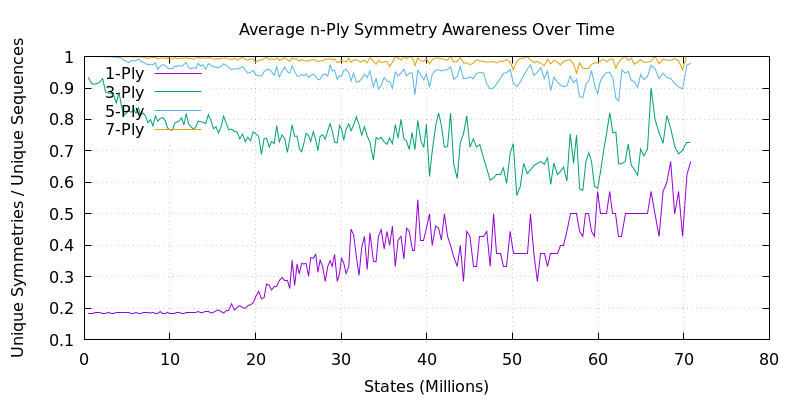 Average n-Ply Symmetry Awareness Over Time
Unique Symmetries / Unique Sequences
1
0.9
0.8
0.7
0.6
0.5
0.4
0.3
0.2
0.1
1-Ply
3-Ply
5-Ply
7-Ply
0 10 20 30 40 50 60 70 80
States (Millions)